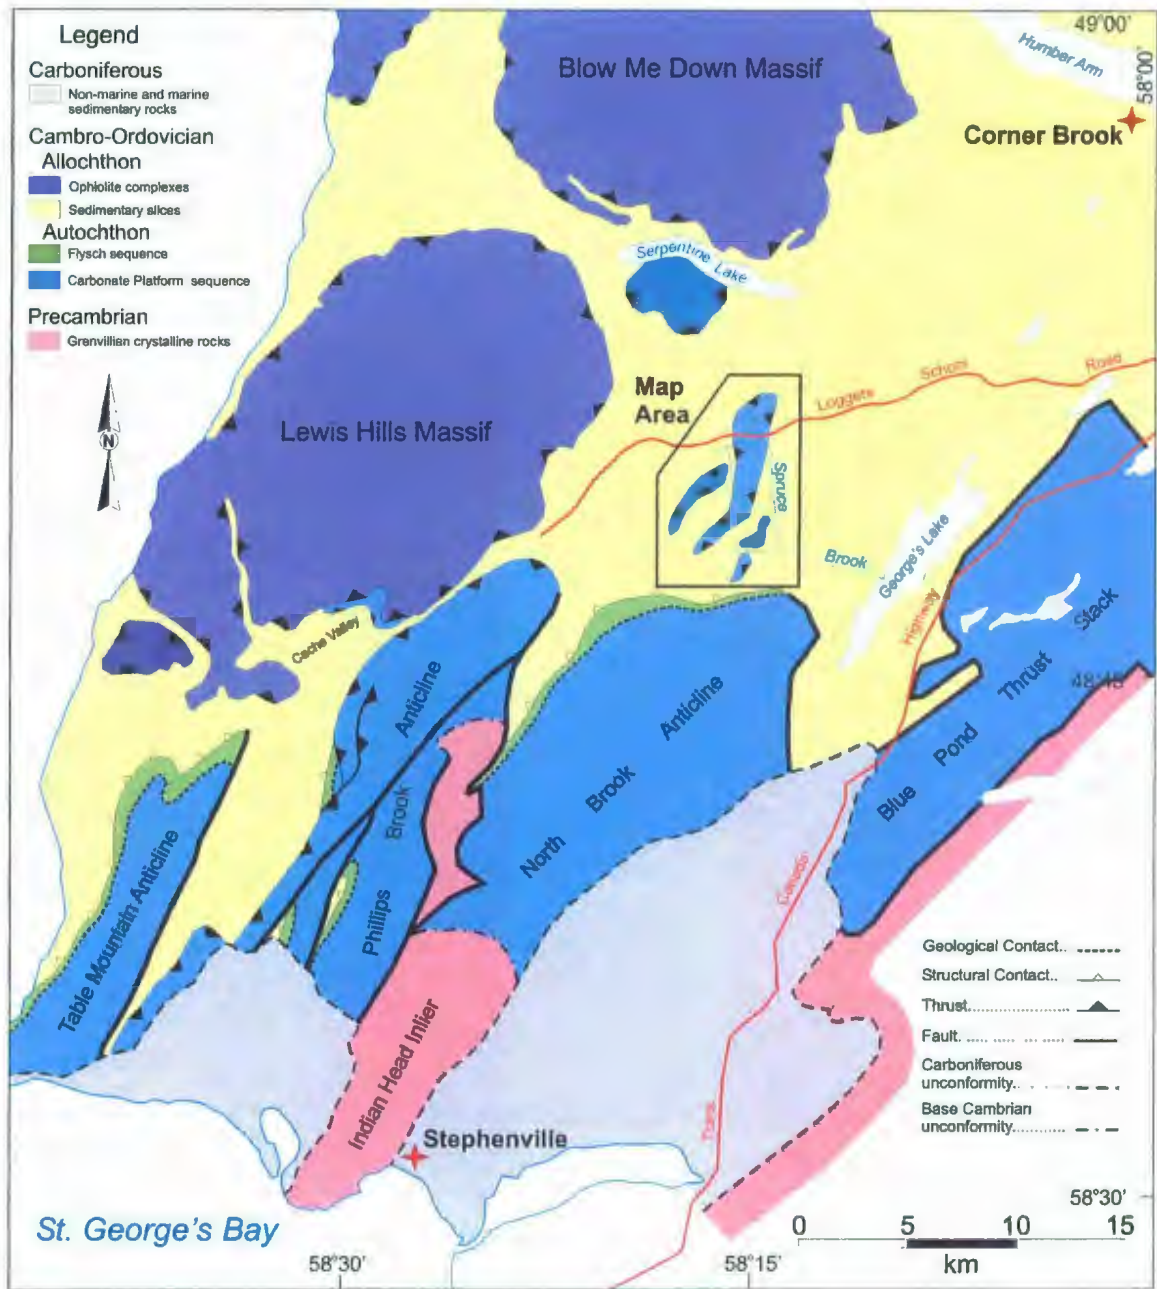 Legend
Carboniferous
Non-marine and marine
sedimentary rocks
Cambro-Ordovician
Allochthon
Ophiolite complexes
Sedimentary slices
Autochthon
Flysch sequence
Carbonate Platform sequence
Precambrian
Grenvillian crystalline rocks
N
Blow Me Down Massif
49°00'
58°00'
Humber Arm
Corner Brook
Serpentine Lake
Map
Area
Loggers School Road
Lewis Hills Massif
Spruce
Brook
George's Lake
Highway
Cache Valley
Anticline
Phillips Brook
North Brook Anticline
Blue Pond Thrust Stack
48°45'
Table Mountain Anticline
Indian Head Inlier
Canada
Trans
Stephenville
St. George's Bay
Geological Contact..
Structural Contact..
Thrust
Fault.
Carboniferous
unconformity..
Base Cambrian
unconformity
58°30'
0 5 10 15
km
58°30'
58°15'